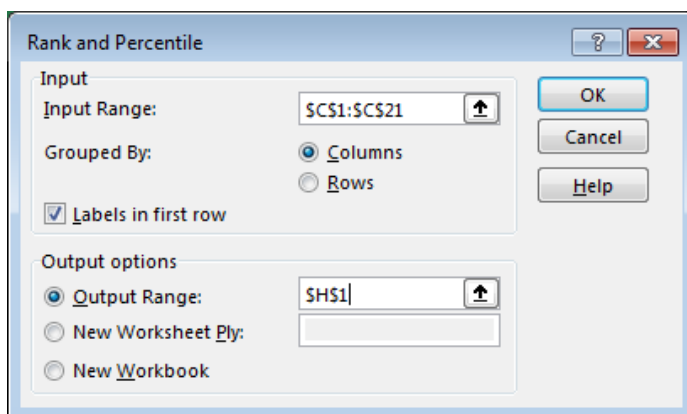 Rank and Percentile
?
Input
Input Range: $C$1:$C$21
Grouped By: Columns
Rows
Labels in first row
Output options
Output Range: $H$1
New Worksheet Ply:
New Workbook
OK
Cancel
Help